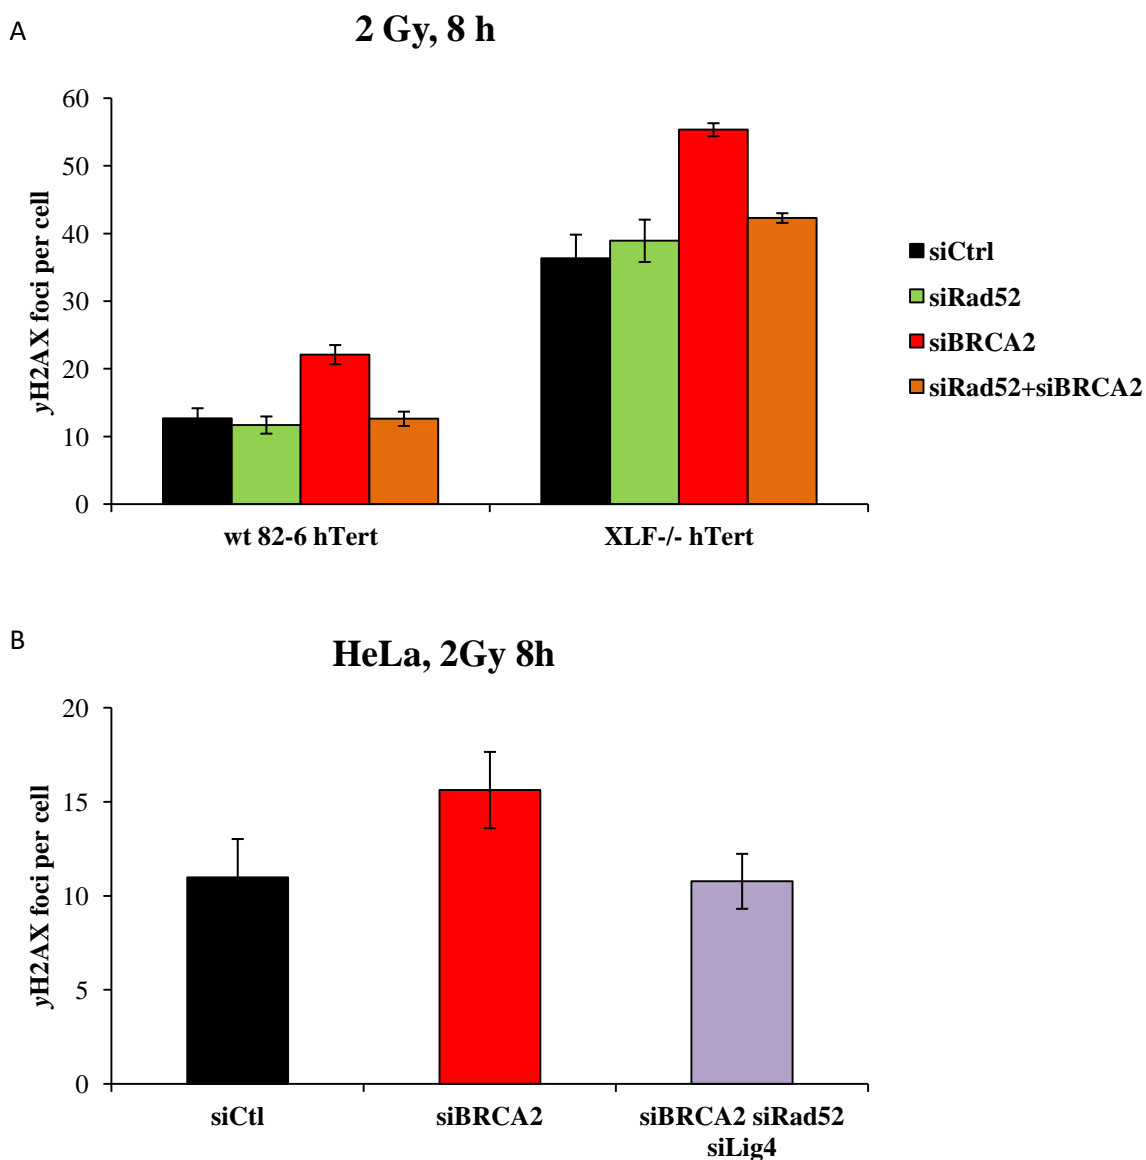 A
2 Gy, 8 h
60
50
40
30
20
10
0
yH2AX foci per cell
wt 82-6 hTert
XLF-/- hTert
siCtrl
siRad52
siBRCA2
siRad52+siBRCA2
B
HeLa, 2Gy 8h
20
15
10
5
0
yH2AX foci per cell
siCtl
siBRCA2
siBRCA2 siRad52
siLig4